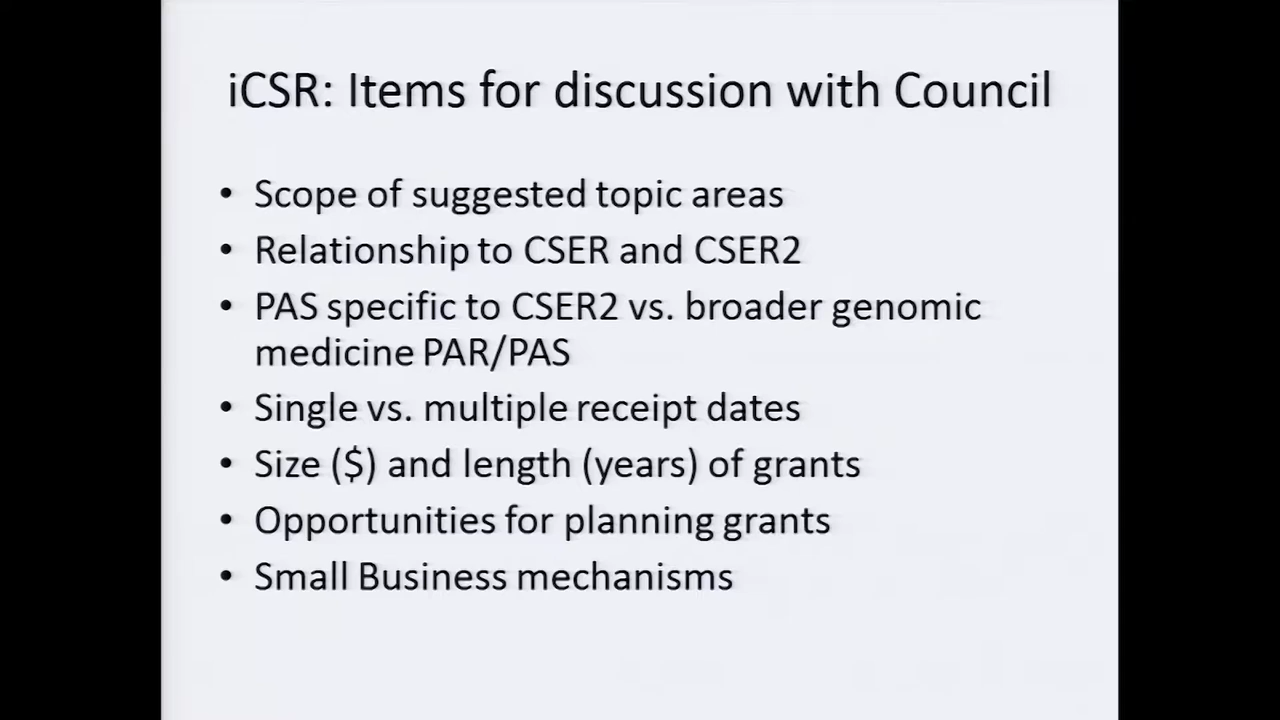 iCSR: Items for discussion with Council
• Scope of suggested topic areas
• Relationship to CSER and CSER2
• PAS specific to CSER2 vs. broader genomic
medicine PAR/PAS
• Single vs. multiple receipt dates
• Size ($) and length (years) of grants
• Opportunities for planning grants
• Small Business mechanisms